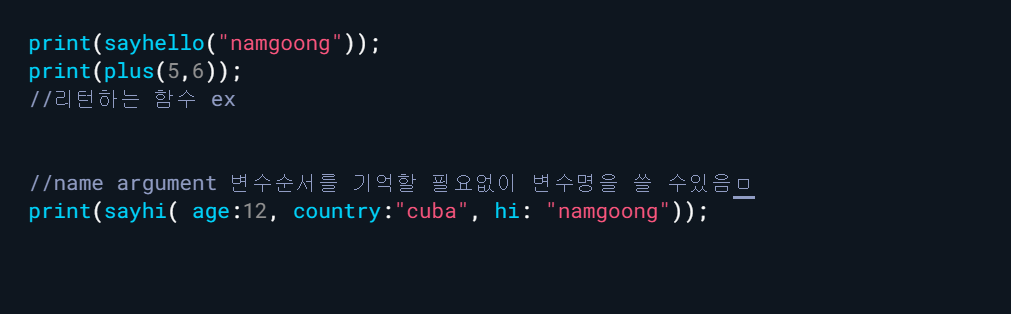 print(sayhello("namgoong"));
print(plus(5,6));
//리턴하는 함수 ex
//name argument 변수순서를 기억할 필요없이 변수명을 쓸 수있음ㅁ
print(sayhi( age:12, country:"cuba", hi: "namgoong"));